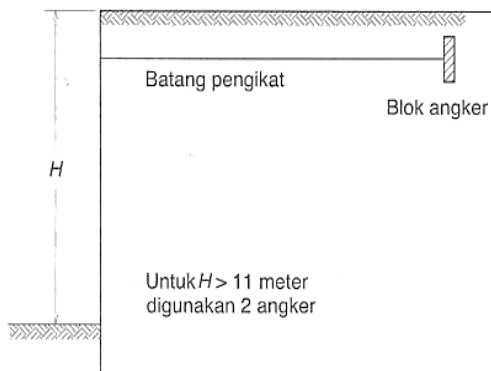 Batang pengikat
Blok angker
H
Untuk H > 11 meter
digunakan 2 angker